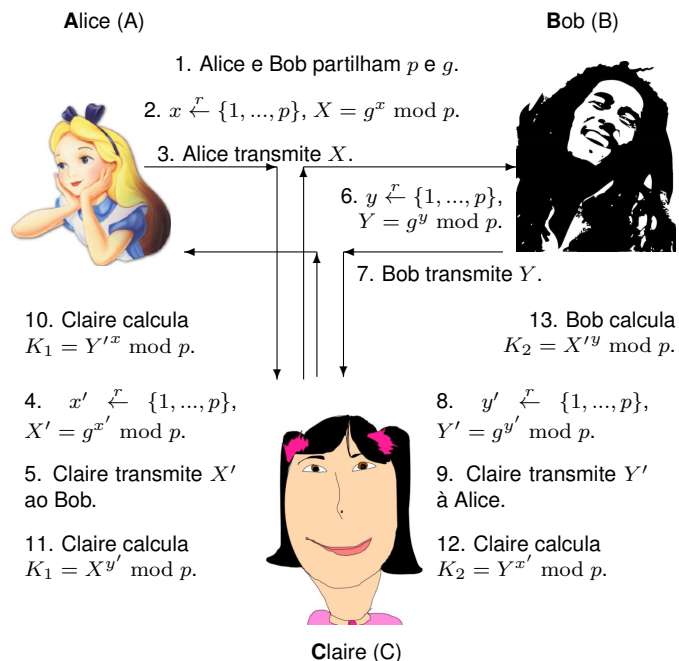 Alice (A)
Bob (B)
1. Alice e Bob partilham p e g.
2. x ←r {1, ..., p}, X = g^x mod p.
3. Alice transmite X.
6. y ←r {1, ..., p},
Y = g^y mod p.
7. Bob transmite Y.
10. Claire calcula
K₁ = Y′^x mod p.
13. Bob calcula
K₂ = X′^y mod p.
4. x′ ←r {1, ..., p},
X′ = g^x′ mod p.
5. Claire transmite X′
ao Bob.
11. Claire calcula
K₁ = X^y′ mod p.
8. y′ ←r {1, ..., p},
Y′ = g^y′ mod p.
9. Claire transmite Y′
à Alice.
12. Claire calcula
K₂ = Y^x′ mod p.
Claire (C)